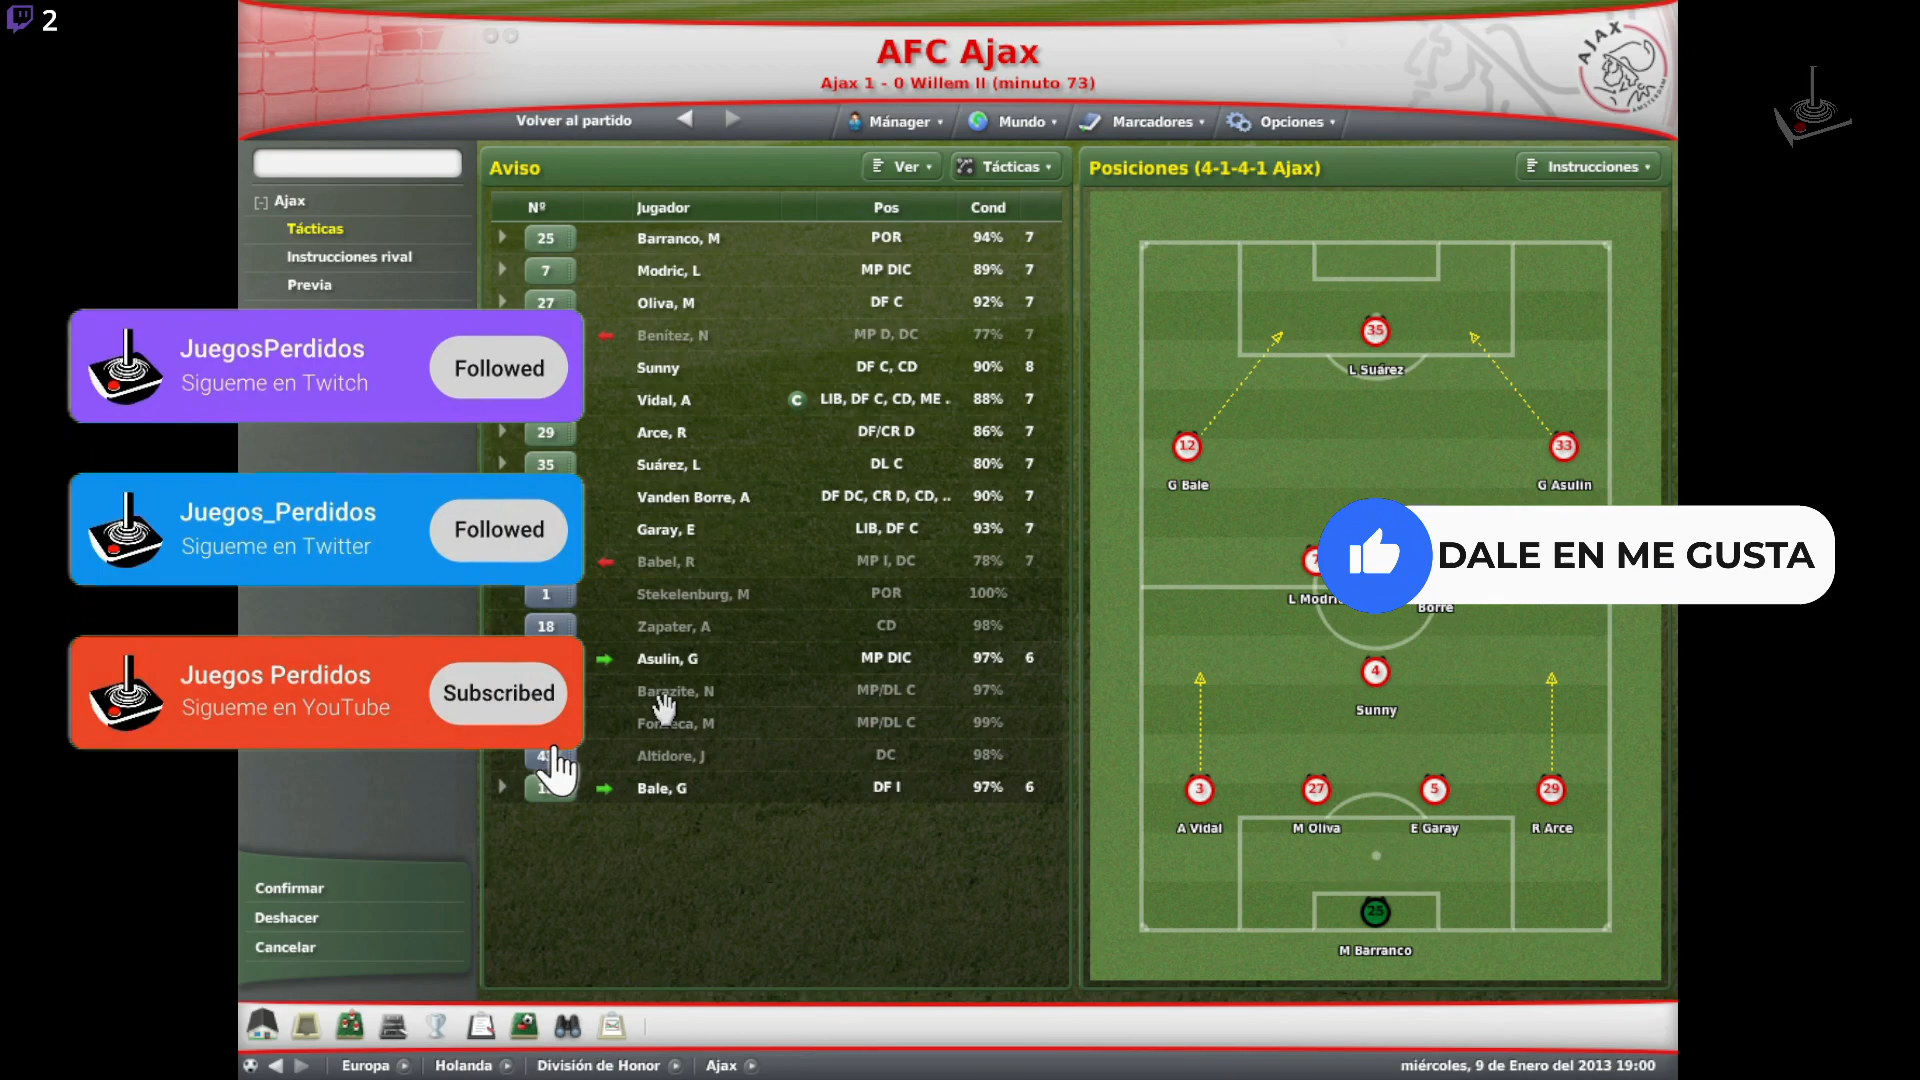 2
AFC Ajax
Ajax 1 - 0 Willem II (minuto 73)
AJAX
AMSTERDAM
Volver al partido
Mánager
Mundo
Marcadores
Opciones
Ajax
Tácticas
Instrucciones rival
Previa
Aviso
Ver
Tácticas
Nº Jugador Pos Cond
25 Barranco, M POR 94% 7
7 Modric, L MP DIC 89% 7
27 Oliva, M DF C 92% 7
Benítez, N MP D, DC 77% 7
Sunny DF C, CD 90% 8
Vidal, A C LIB, DF C, CD, ME . 88% 7
29 Arce, R DF/CR D 86% 7
35 Suárez, L DL C 80% 7
Vanden Borre, A DF DC, CR D, CD, .. 90% 7
Garay, E LIB, DF C 93% 7
Babel, R MP I, DC 78% 7
1 Stekelenburg, M POR 100%
18 Zapater, A CD 98%
Asulin, G MP DIC 97% 6
Barazite, N MP/DL C 97%
Fonseca, M MP/DL C 99%
Altidore, J DC 98%
Bale, G DF I 97% 6
JuegosPerdidos
Sigueme en Twitch
Followed
Juegos_Perdidos
Sigueme en Twitter
Followed
Juegos Perdidos
Sigueme en YouTube
Subscribed
Confirmar
Deshacer
Cancelar
Posiciones (4-1-4-1 Ajax)
Instrucciones
35
L Suárez
12
G Bale
33
G Asulin
DALE EN ME GUSTA
L Modric
Borre
4
Sunny
3
A Vidal
27
M Oliva
5
E Garay
29
R Arce
25
M Barranco
Europa
Holanda
División de Honor
Ajax
miércoles, 9 de Enero del 2013 19:00